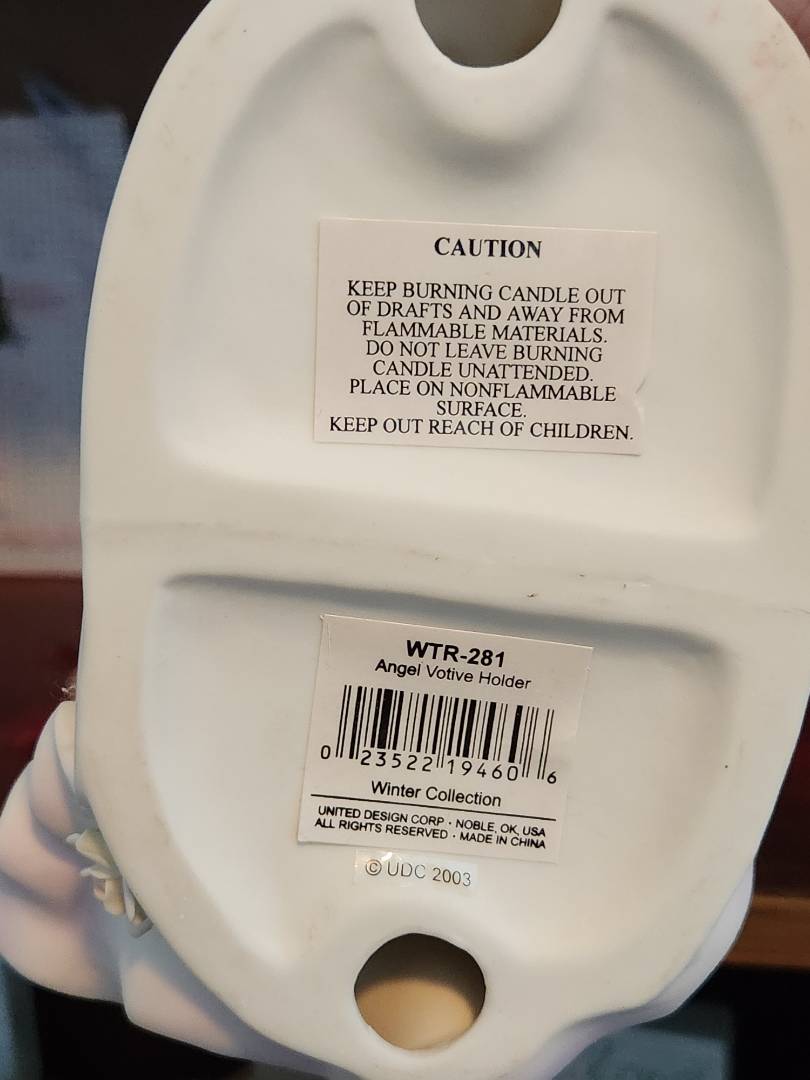 CAUTION
KEEP BURNING CANDLE OUT
OF DRAFTS AND AWAY FROM
FLAMMABLE MATERIALS.
DO NOT LEAVE BURNING
CANDLE UNATTENDED.
PLACE ON NONFLAMMABLE
SURFACE.
KEEP OUT REACH OF CHILDREN.
WTR-281
Angel Votive Holder
0 23522 19460 6
Winter Collection
UNITED DESIGN CORP · NOBLE, OK, USA
ALL RIGHTS RESERVED · MADE IN CHINA
© UDC 2003